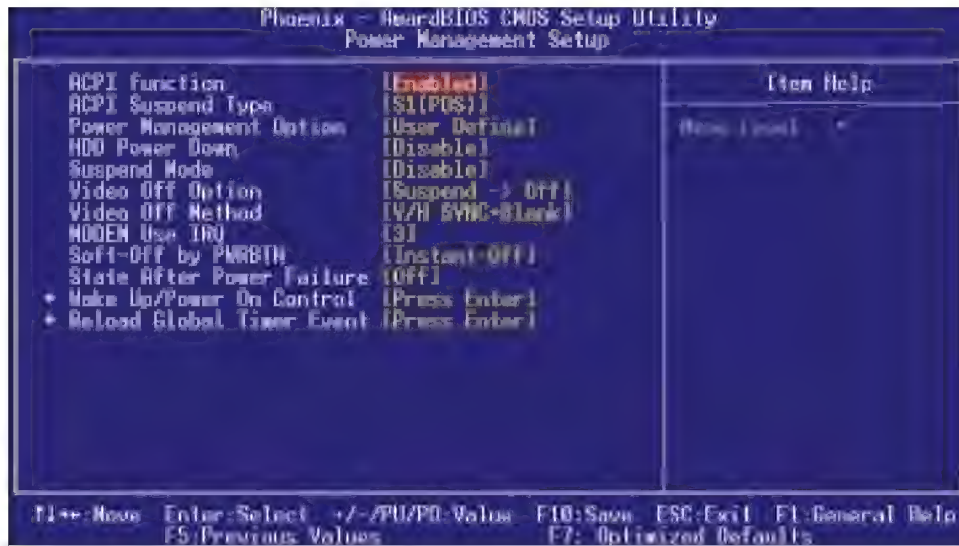 Phoenix - AwardBIOS CMOS Setup Utility
Power Management Setup
ACPI function [Enabled]
ACPI Suspend Type [S1(POS)]
Power Management Option [User Define]
HDD Power Down [Disable]
Suspend Mode [Disable]
Video Off Option [Suspend -> Off]
Video Off Method [V/H SYNC+Blank]
MODEM Use IRQ [3]
Soft-Off by PWRBTN [Instant-Off]
State After Power Failure [Off]
Wake Up/Power On Control [Press Enter]
Reload Global Timer Event [Press Enter]
Item Help
Menu Level
:Move Enter:Select +/-/PU/PD:Value F10:Save ESC:Exit F1:General Help
F5:Previous Values F7: Optimized Defaults